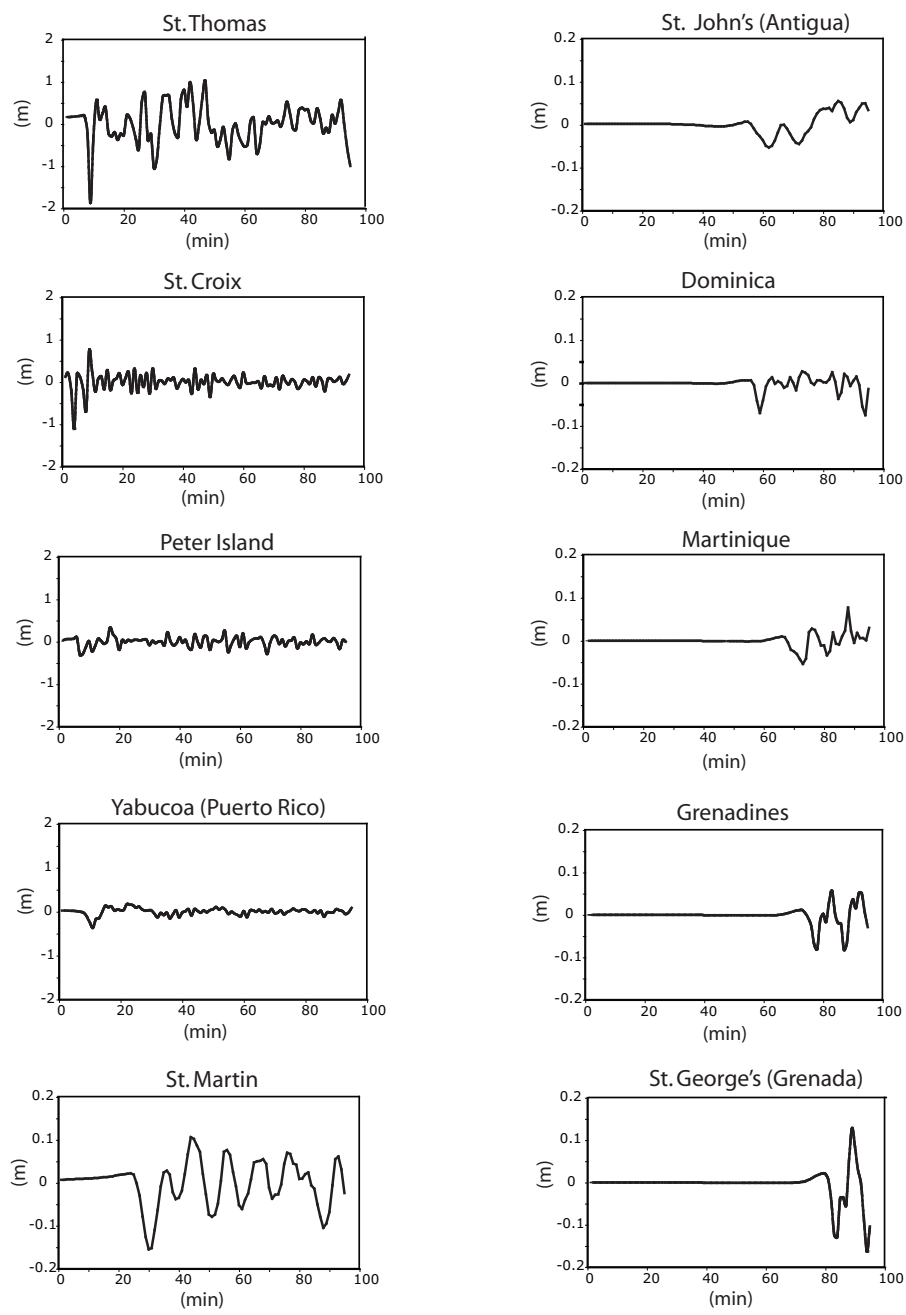 St. Thomas
2
1
0
-1
-2
(m)
0 20 40 60 80 100
(min)
St. John's (Antigua)
0.2
0.1
0
-0.1
-0.2
(m)
0 20 40 60 80 100
(min)
St. Croix
2
1
0
-1
-2
(m)
0 20 40 60 80 100
(min)
Dominica
0.2
0.1
0
-0.1
-0.2
(m)
0 20 40 60 80 100
(min)
Peter Island
2
1
0
-1
-2
(m)
0 20 40 60 80 100
(min)
Martinique
0.2
0.1
0
-0.1
-0.2
(m)
0 20 40 60 80 100
(min)
Yabucoa (Puerto Rico)
2
1
0
-1
-2
(m)
0 20 40 60 80 100
(min)
Grenadines
0.2
0.1
0
-0.1
-0.2
(m)
0 20 40 60 80 100
(min)
St. Martin
0.2
0.1
0
-0.1
-0.2
(m)
0 20 40 60 80 100
(min)
St. George's (Grenada)
0.2
0.1
0
-0.1
-0.2
(m)
0 20 40 60 80 100
(min)